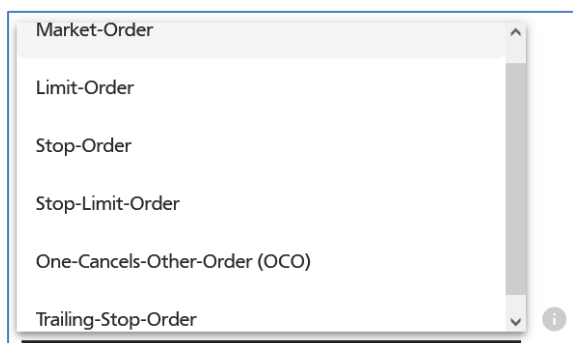 Market-Order
Limit-Order
Stop-Order
Stop-Limit-Order
One-Cancels-Other-Order (OCO)
Trailing-Stop-Order